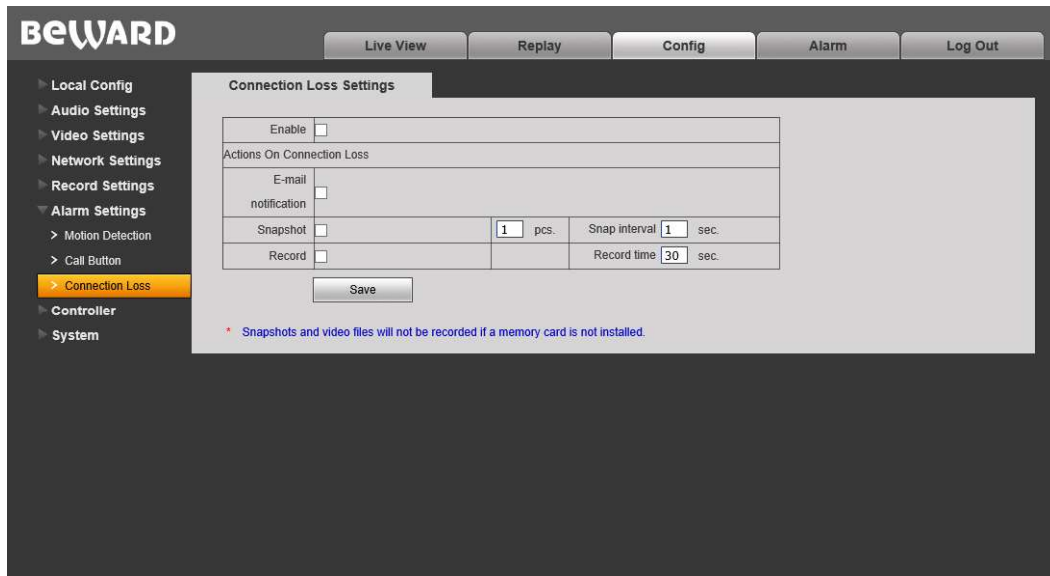 BEWARD
Live View Replay Config Alarm Log Out
Local Config
Audio Settings
Video Settings
Network Settings
Record Settings
Alarm Settings
> Motion Detection
> Call Button
> Connection Loss
Controller
System
Connection Loss Settings
Enable
Actions On Connection Loss
E-mail
notification
Snapshot 1 pcs. Snap interval 1 sec.
Record Record time 30 sec.
Save
* Snapshots and video files will not be recorded if a memory card is not installed.